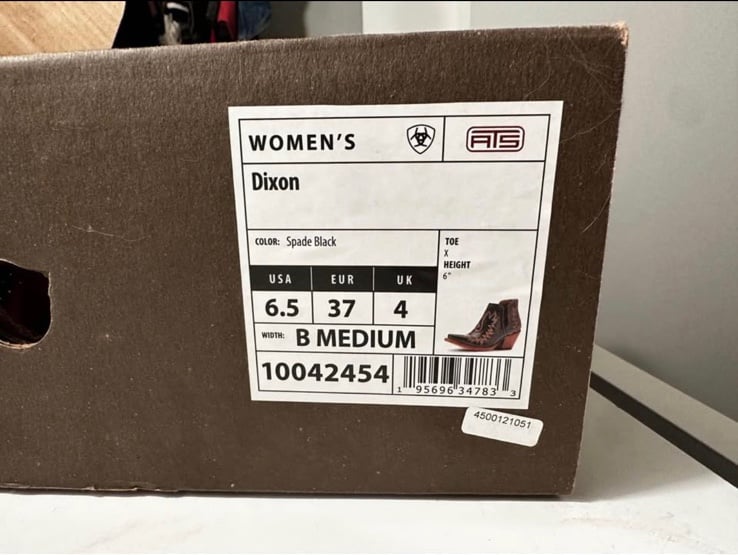 WOMEN'S
ATS
Dixon
COLOR: Spade Black
TOE
X
HEIGHT
6"
USA EUR UK
6.5 37 4
WIDTH: B MEDIUM
10042454
1 95696 34783 3
4500121051